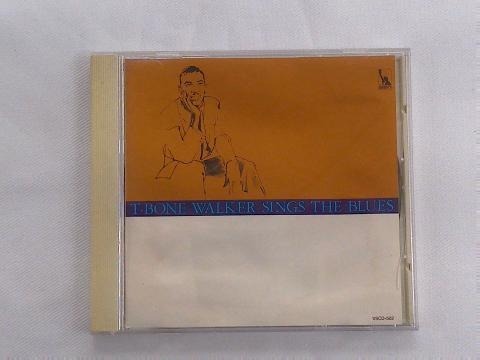 T-BONE WALKER SINGS THE BLUES